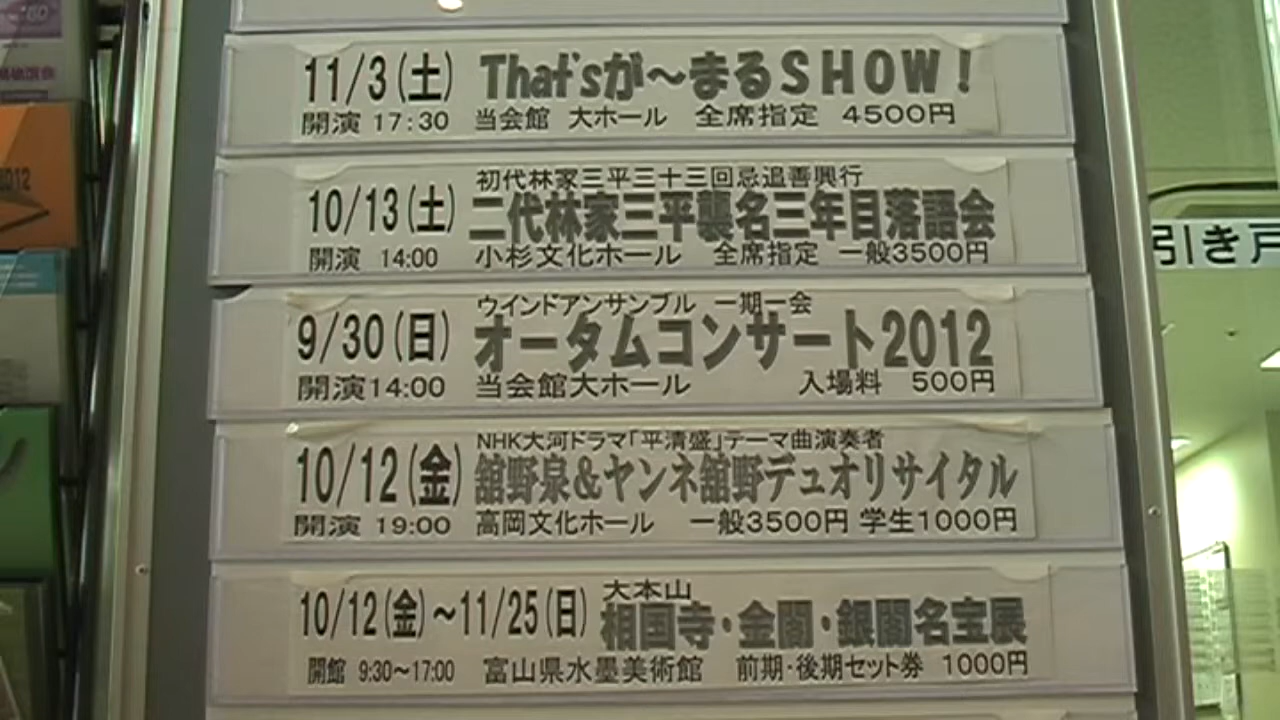 11/3(土) That'sが～まるSHOW！
開演 17:30 当会館 大ホール 全席指定 4500円
初代林家三平三十三回忌追善興行
10/13(土) 二代林家三平襲名三年目落語会
開演 14:00 小杉文化ホール 全席指定 一般3500円
ウインドアンサンブル 一期一会
9/30(日) オータムコンサート2012
開演14:00 当会館大ホール 入場料 500円
NHK大河ドラマ「平清盛」テーマ曲演奏者
10/12(金) 舘野泉&ヤンネ舘野デュオリサイタル
開演 19:00 高岡文化ホール 一般3500円 学生1000円
大本山
10/12(金)～11/25(日) 相国寺・金閣・銀閣名宝展
開館 9:30～17:00 富山県水墨美術館 前期・後期セット券 1000円
引き戸